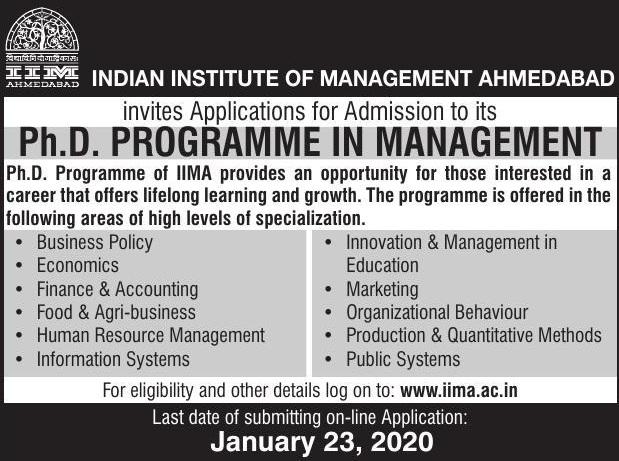 IIM
AHMEDABAD
INDIAN INSTITUTE OF MANAGEMENT AHMEDABAD
invites Applications for Admission to its
Ph.D. PROGRAMME IN MANAGEMENT
Ph.D. Programme of IIMA provides an opportunity for those interested in a
career that offers lifelong learning and growth. The programme is offered in the
following areas of high levels of specialization.
• Business Policy
• Economics
• Finance & Accounting
• Food & Agri-business
• Human Resource Management
• Information Systems
• Innovation & Management in
Education
• Marketing
• Organizational Behaviour
• Production & Quantitative Methods
• Public Systems
For eligibility and other details log on to: www.iima.ac.in
Last date of submitting on-line Application:
January 23, 2020